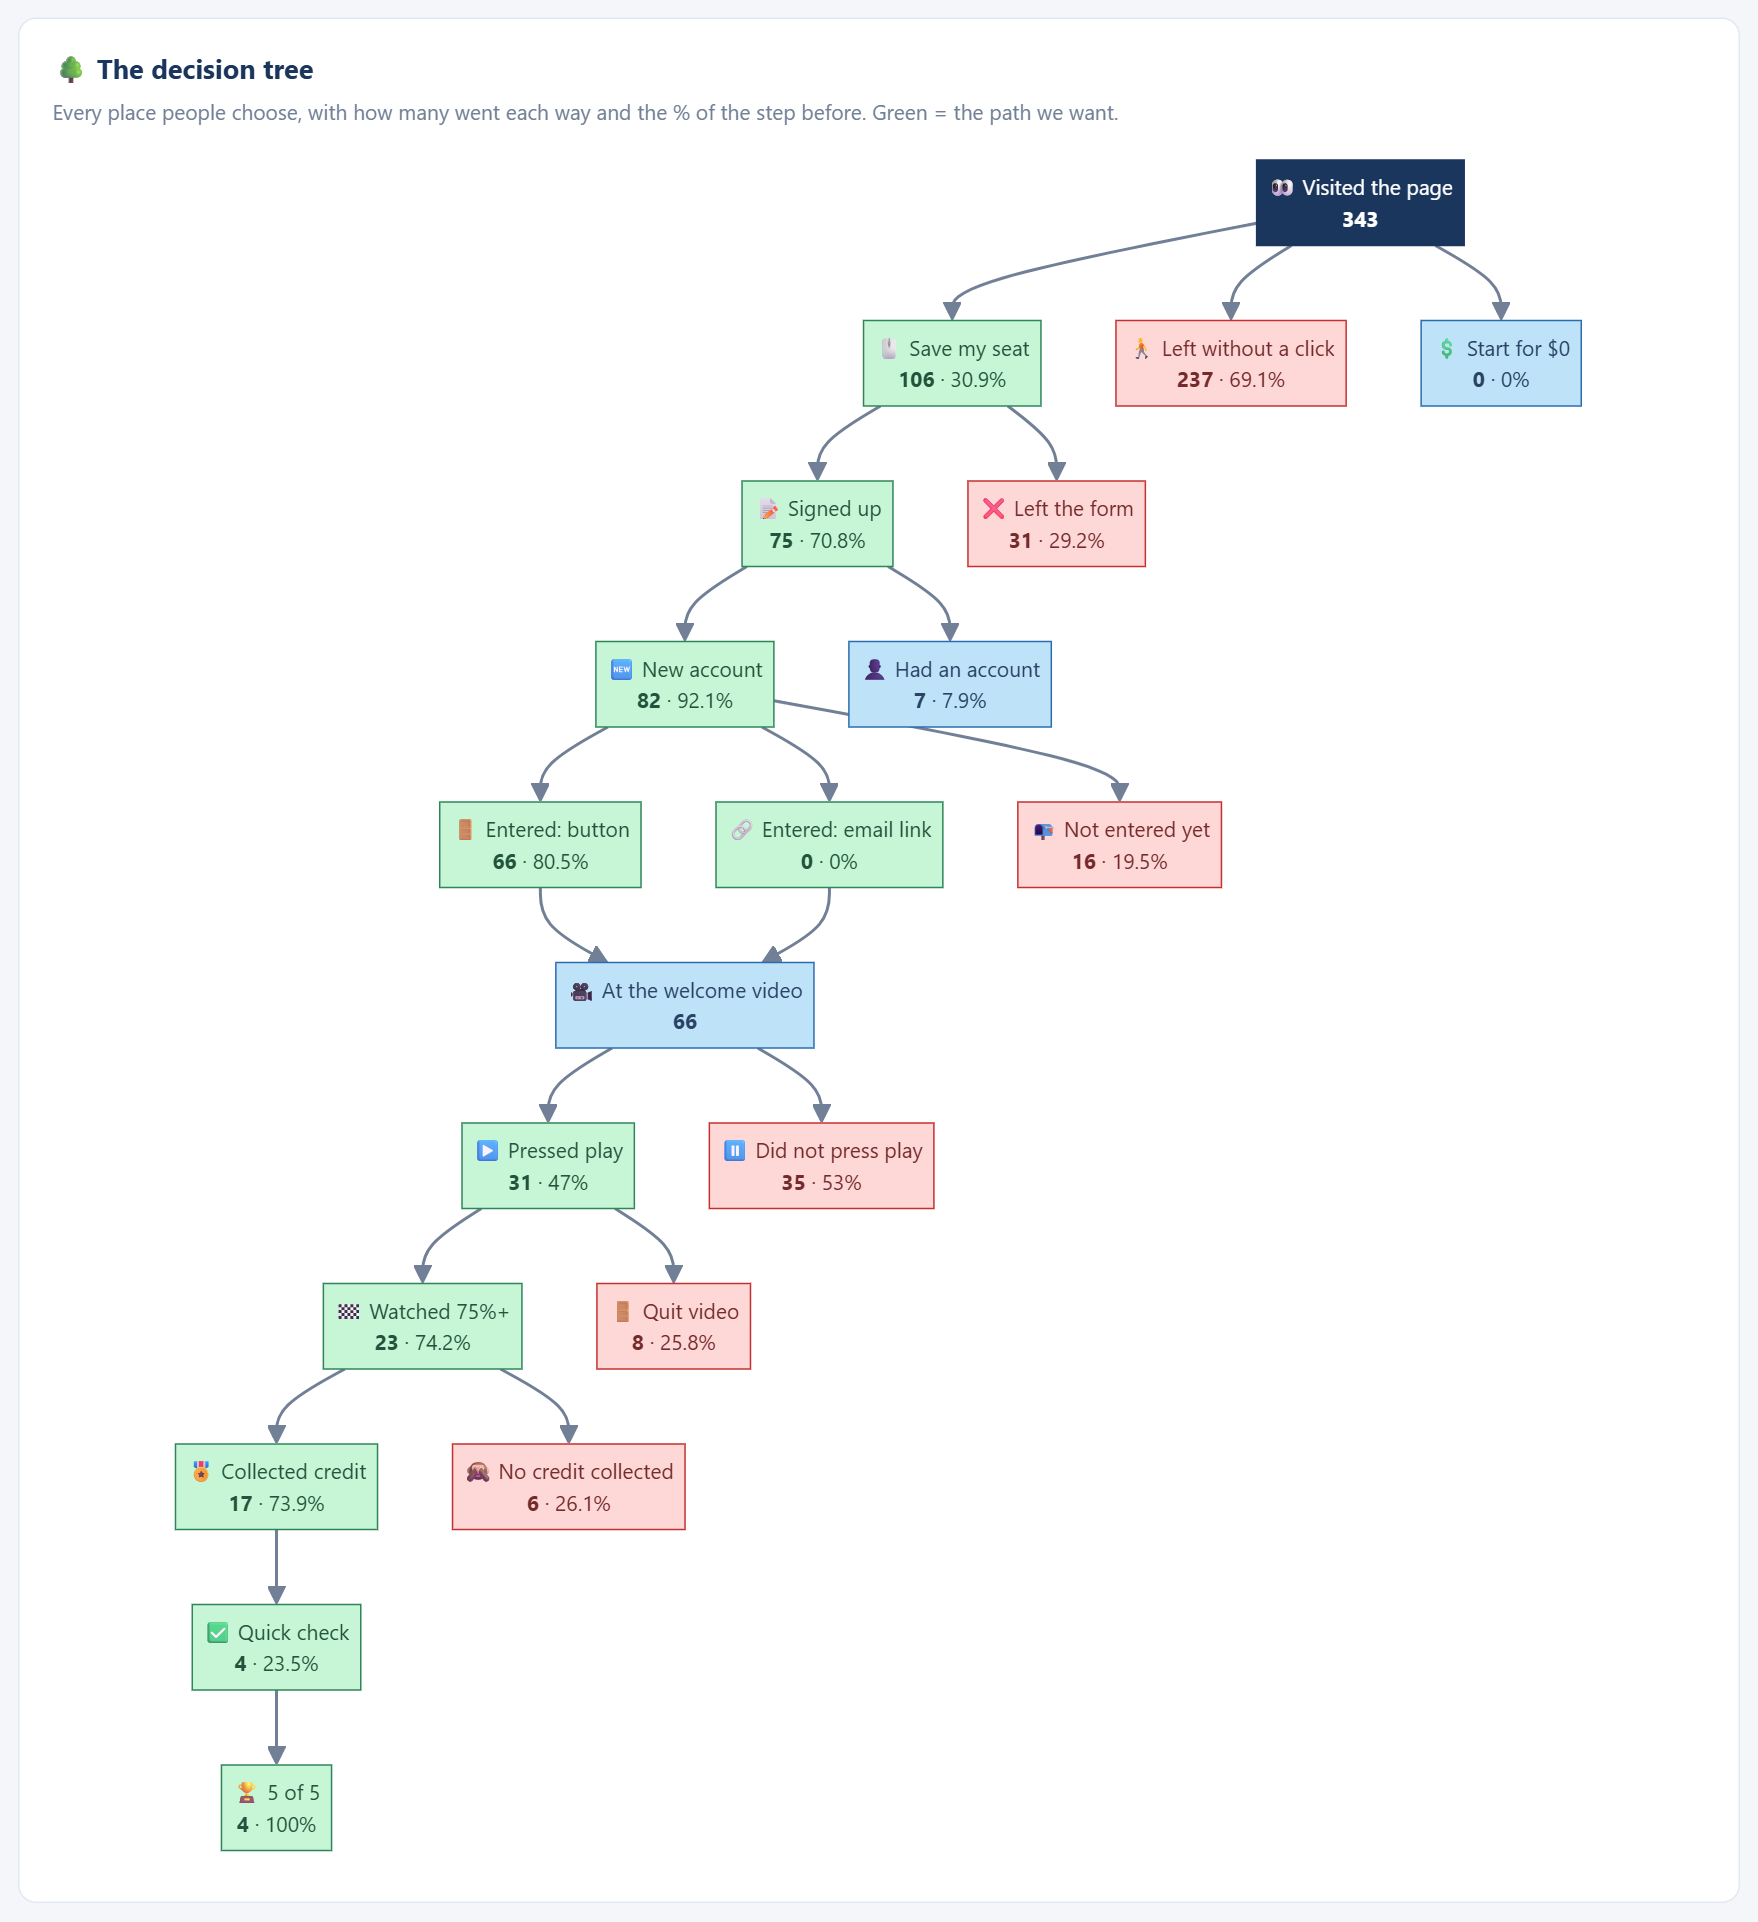 The decision tree
Every place people choose, with how many went each way and the % of the step before. Green = the path we want.
Visited the page
343
Save my seat
106 · 30.9%
Left without a click
237 · 69.1%
Start for $0
0 · 0%
Signed up
75 · 70.8%
Left the form
31 · 29.2%
NEW
New account
82 · 92.1%
Had an account
7 · 7.9%
Entered: button
66 · 80.5%
Entered: email link
0 · 0%
Not entered yet
16 · 19.5%
At the welcome video
66
Pressed play
31 · 47%
Did not press play
35 · 53%
Watched 75%+
23 · 74.2%
Quit video
8 · 25.8%
Collected credit
17 · 73.9%
No credit collected
6 · 26.1%
Quick check
4 · 23.5%
5 of 5
4 · 100%